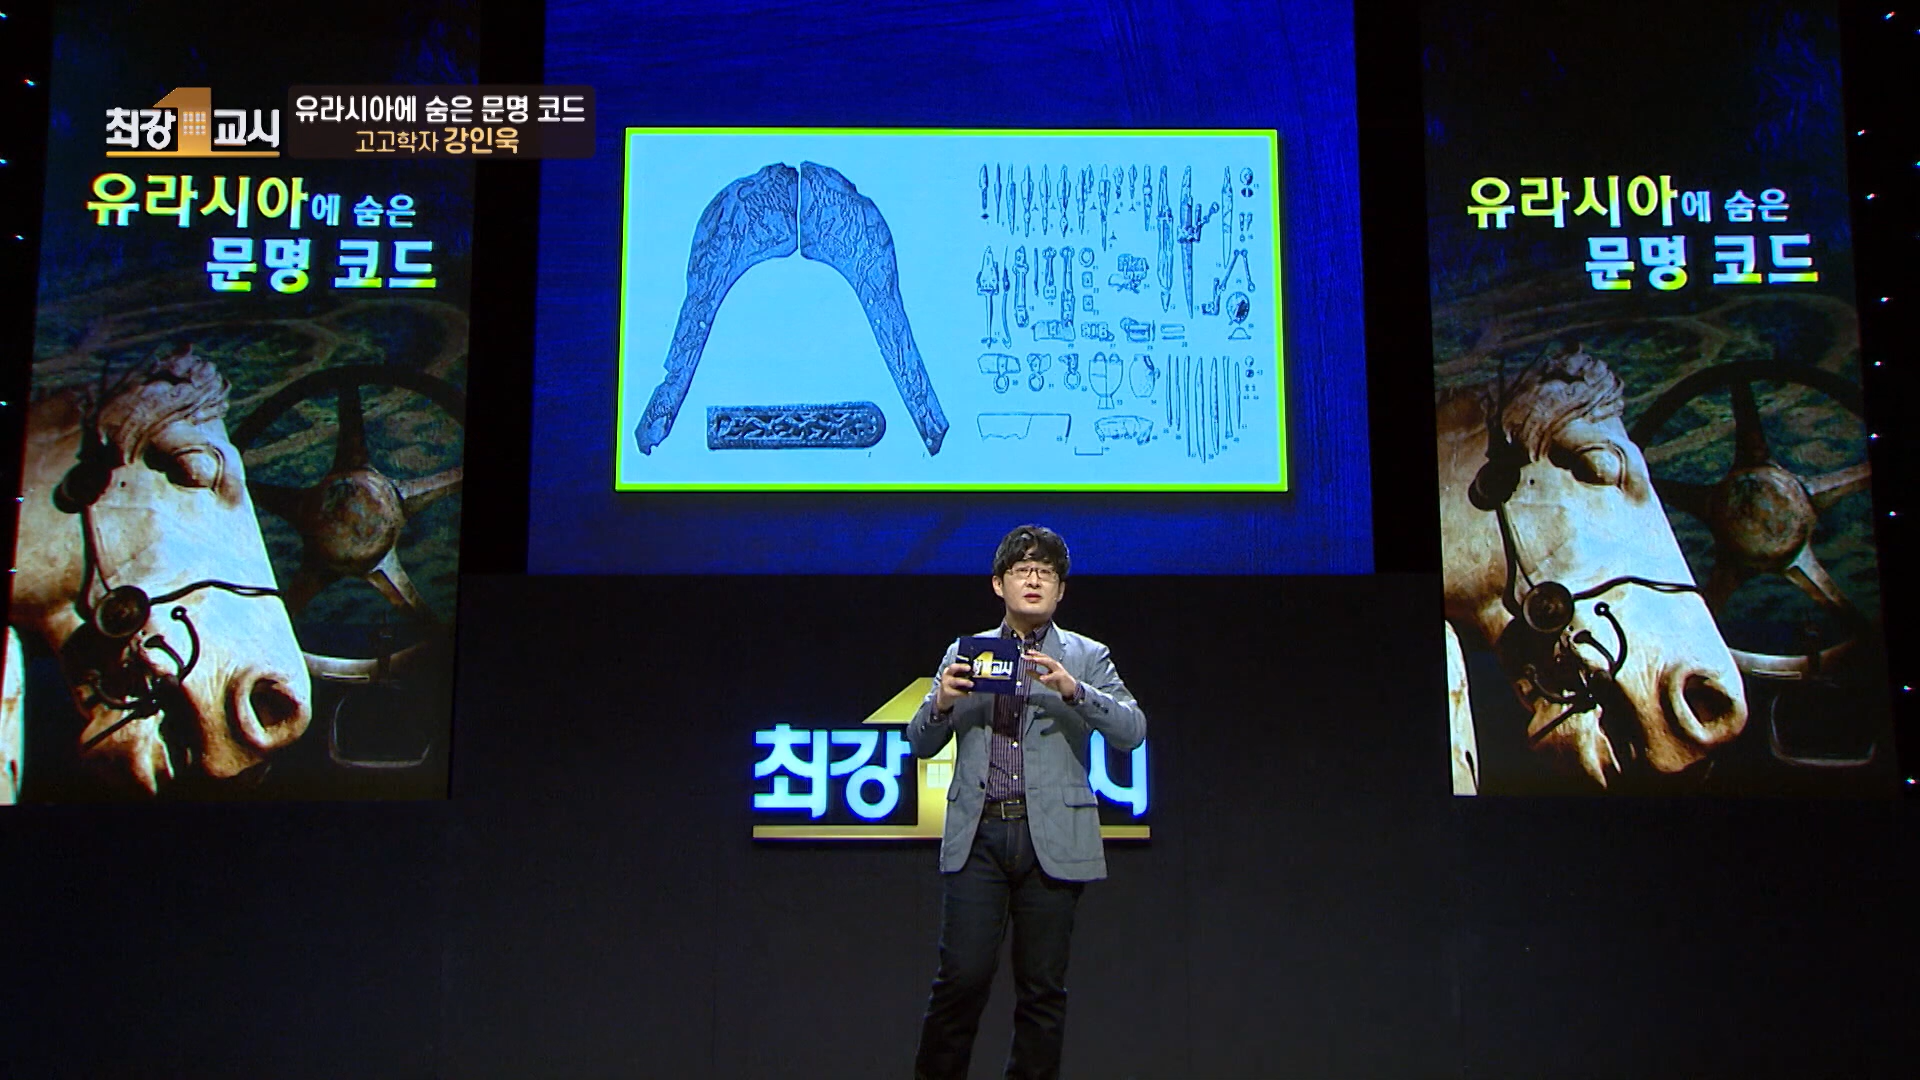 최강1교시
유라시아에 숨은 문명 코드
고고학자 강인욱
유라시아에 숨은
문명 코드
유라시아에 숨은
문명 코드
교시
최강1 시